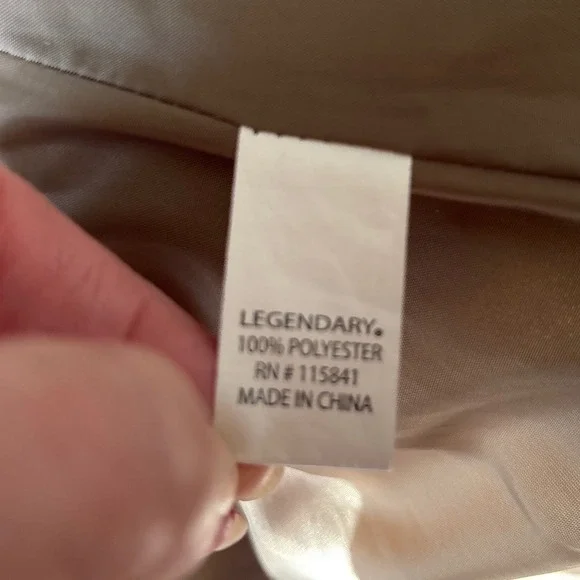 LEGENDARY®
100% POLYESTER
RN # 115841
MADE IN CHINA